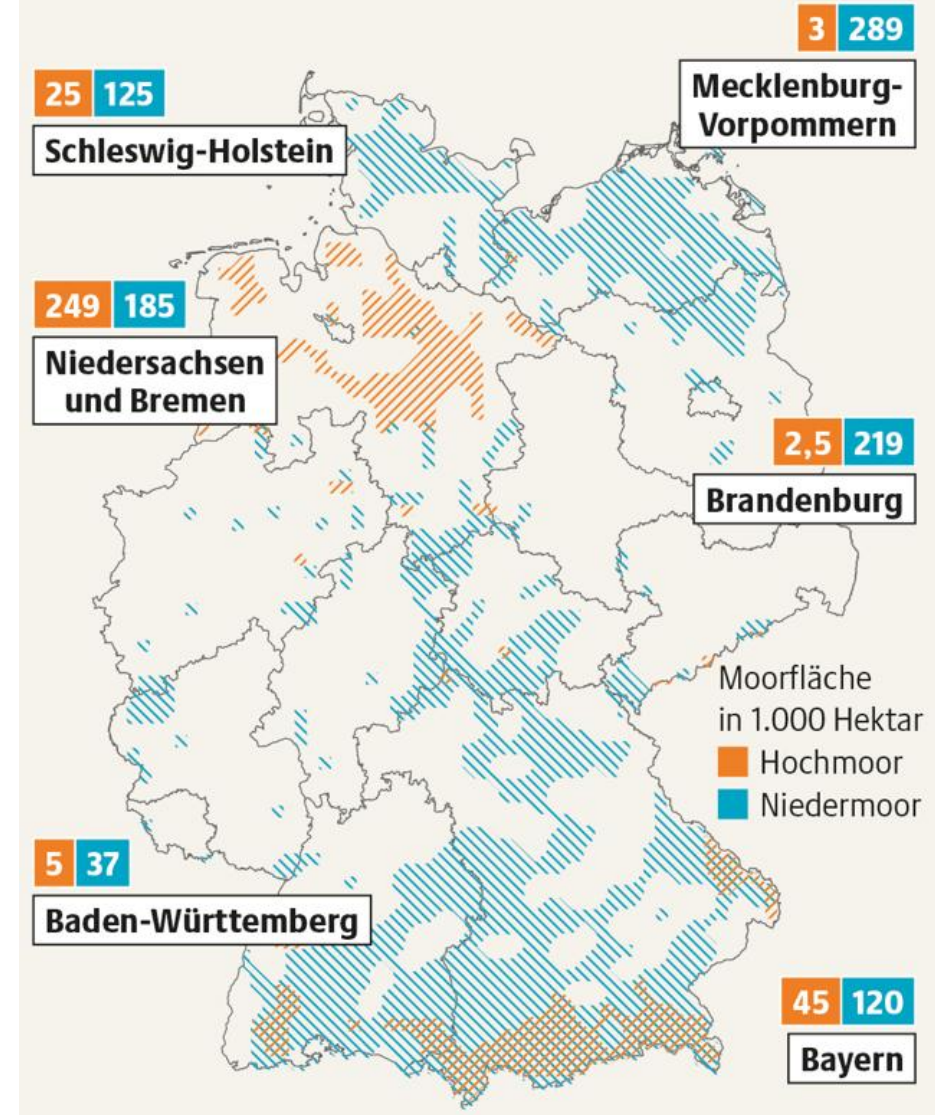 3 289
Mecklenburg-
Vorpommern
25 125
Schleswig-Holstein
249 185
Niedersachsen
und Bremen
2,5 219
Brandenburg
Moorfläche
in 1.000 Hektar
Hochmoor
Niedermoor
5 37
Baden-Württemberg
45 120
Bayern